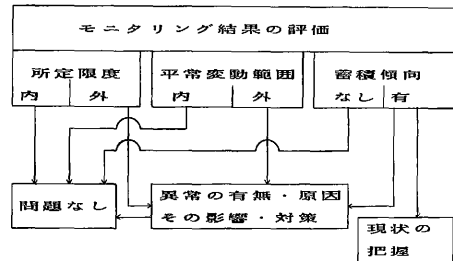 モニタリング結果の評価
所定限度
内 外
平常変動範囲
内 外
蓄積傾向
なし 有
問題なし
異常の有無・原因
その影響・対策
現状の
把握